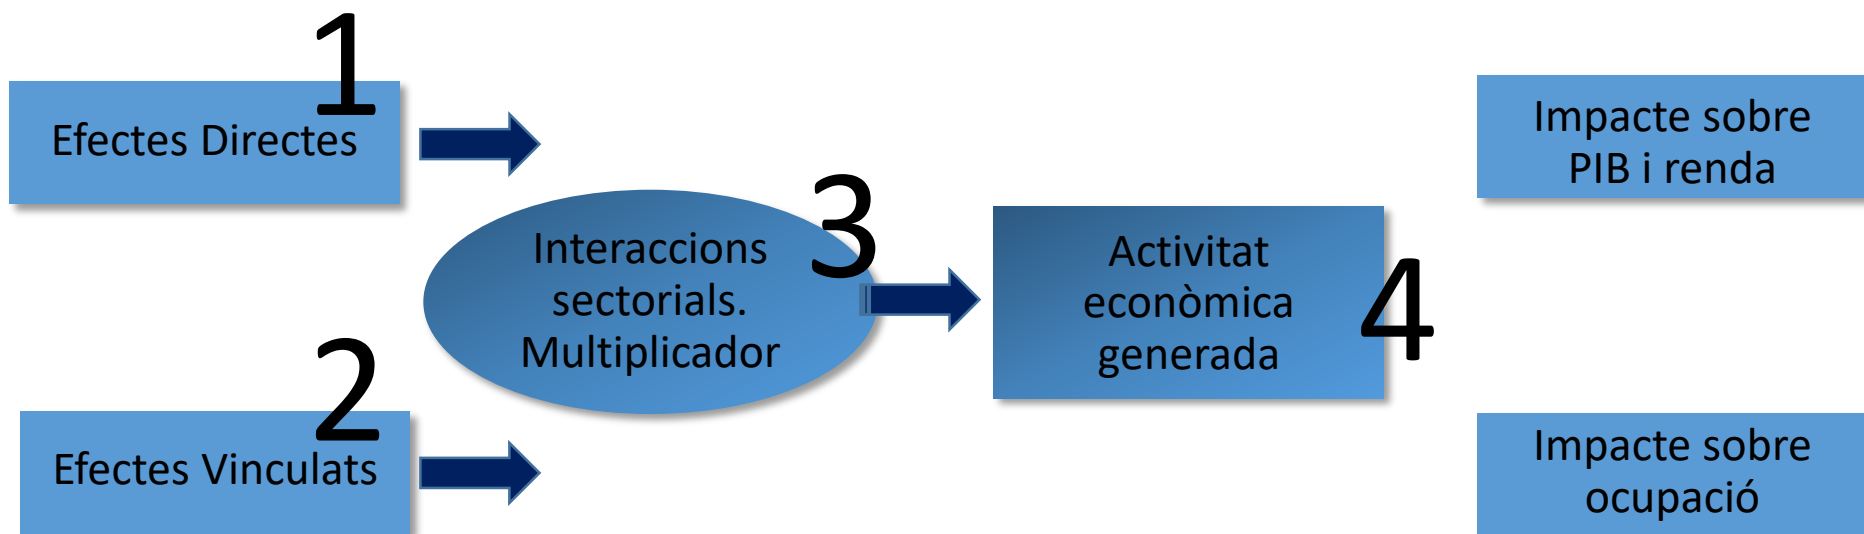 1
Efectes Directes
2
Efectes Vinculats
3
Interaccions
sectorials.
Multiplicador
Activitat
econòmica
generada
4
Impacte sobre
PIB i renda
Impacte sobre
ocupació